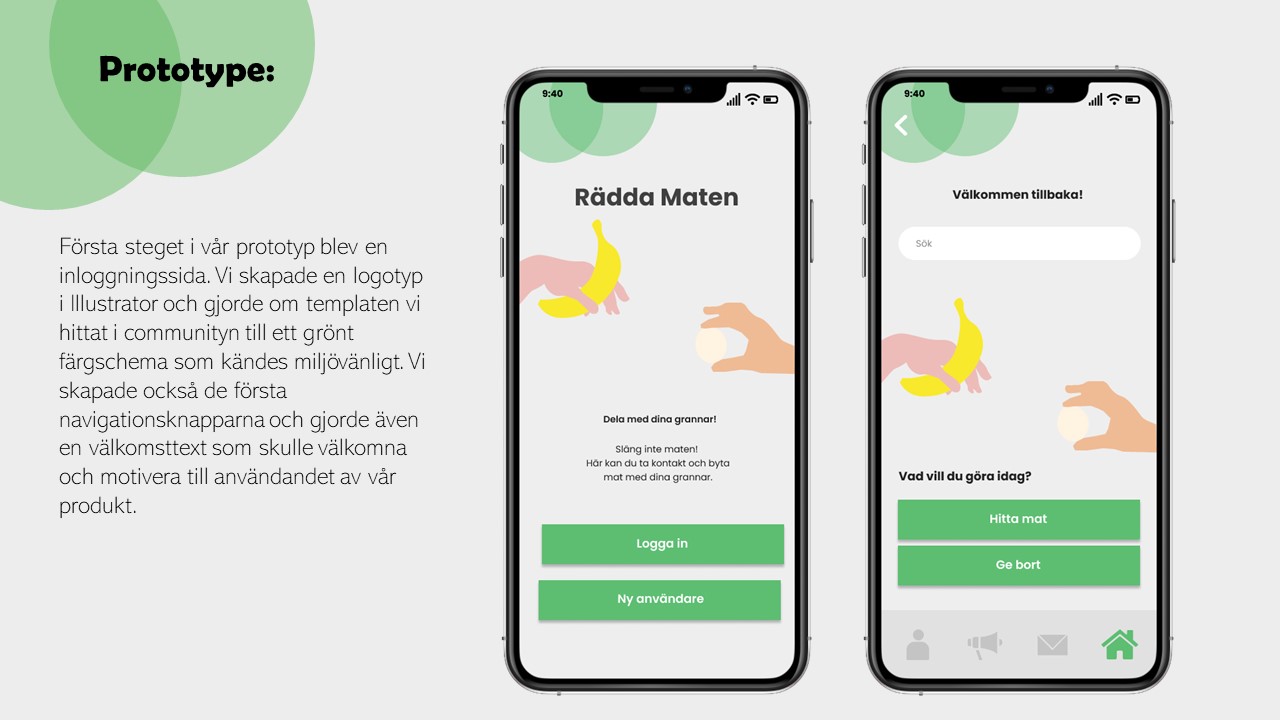 Prototype:
Första steget i vår prototyp blev en
inloggningssida. Vi skapade en logotyp
i Illustrator och gjorde om templaten vi
hittat i communityn till ett grönt
färgschema som kändes miljövänligt. Vi
skapade också de första
navigationsknapparna och gjorde även
en välkomsttext som skulle välkomna
och motivera till användandet av vår
produkt.
9:40
Rädda Maten
Dela med dina grannar!
Släng inte maten!
Här kan du ta kontakt och byta
mat med dina grannar.
Logga in
Ny användare
9:40
Välkommen tillbaka!
Sök
Vad vill du göra idag?
Hitta mat
Ge bort